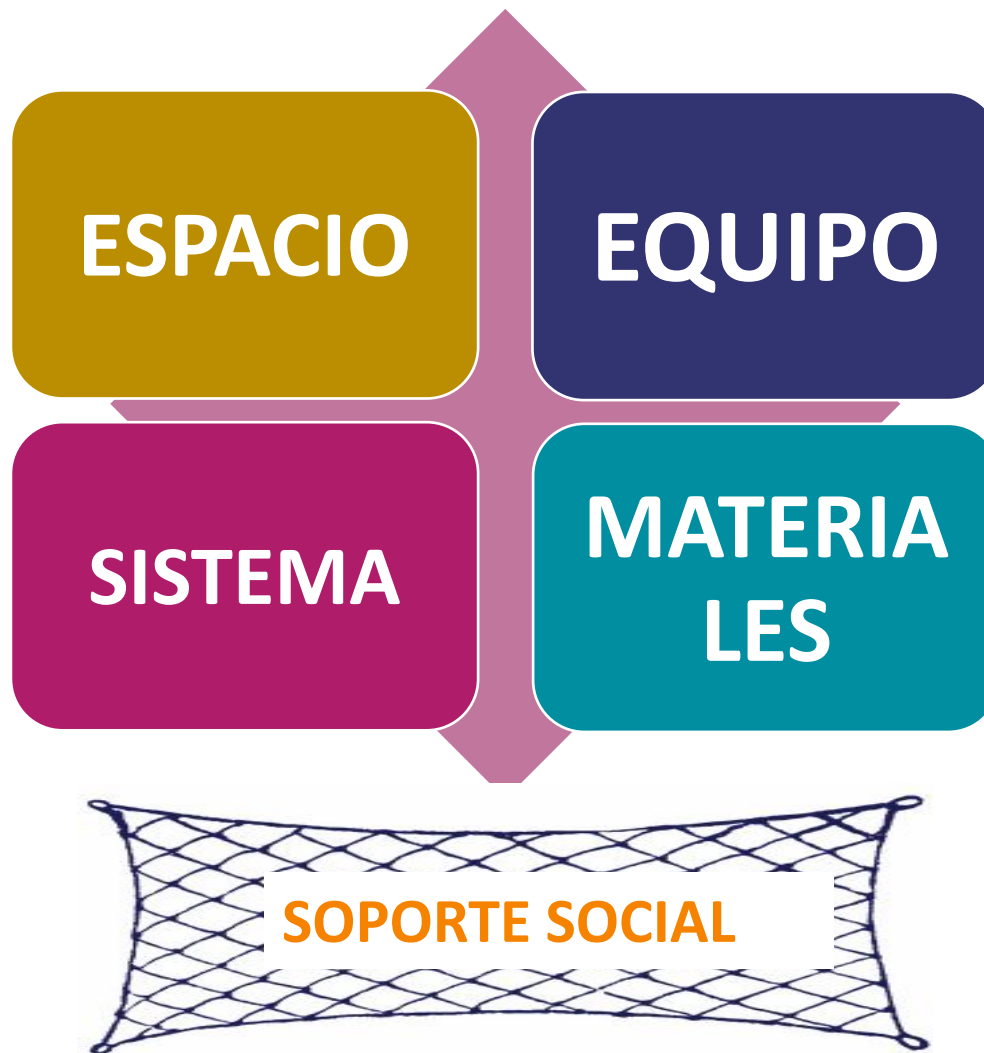 ESPACIO
EQUIPO
SISTEMA
MATERIA
LES
SOPORTE SOCIAL